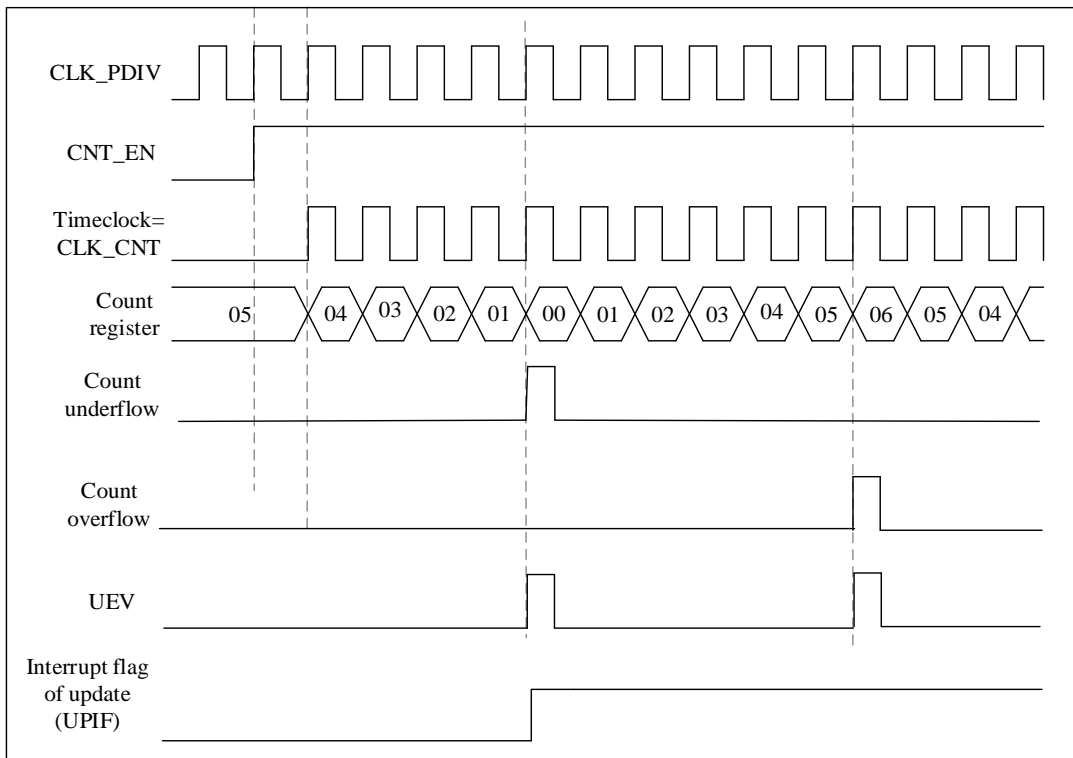 CLK_PDIV
CNT_EN
Timeclock=
CLK_CNT
Count
register
05 04 03 02 01 00 01 02 03 04 05 06 05 04
Count
underflow
Count
overflow
UEV
Interrupt flag
of update
(UPIF)